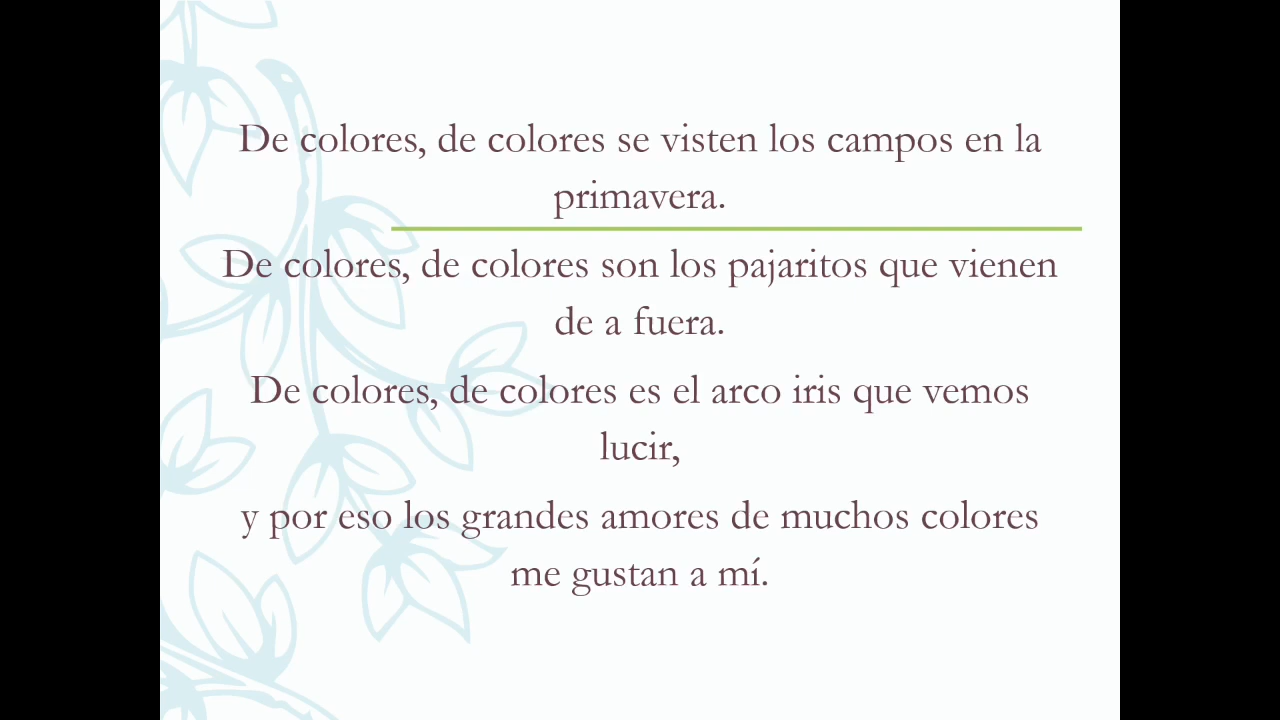 De colores, de colores se visten los campos en la
primavera.
De colores, de colores son los pajaritos que vienen
de a fuera.
De colores, de colores es el arco iris que vemos
lucir,
y por eso los grandes amores de muchos colores
me gustan a mí.